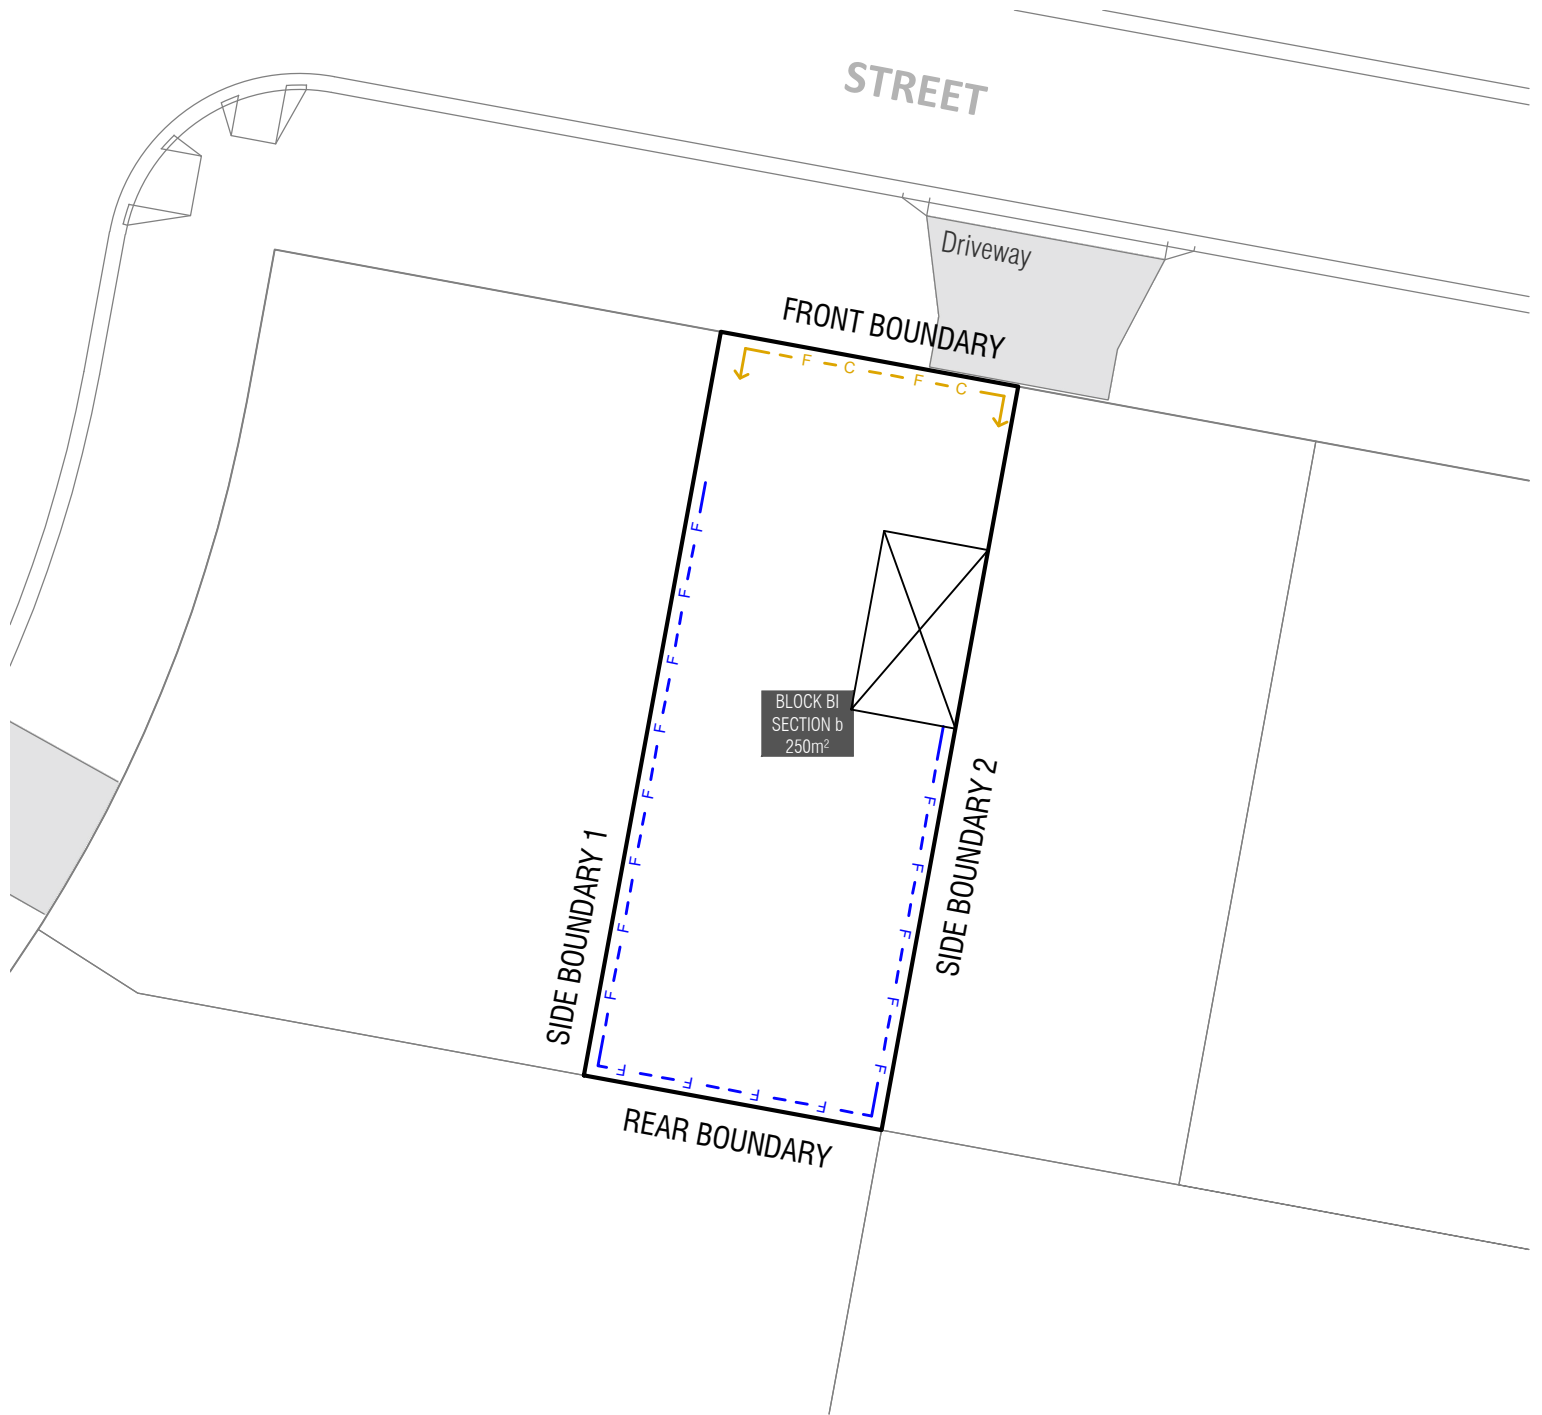 STREET
Driveway
FRONT BOUNDARY
F C F C
F
F
F
F
F
F
F
F
BLOCK BI
SECTION b
250m²
SIDE BOUNDARY 1
SIDE BOUNDARY 2
F
F
F
F
F
F F F F
REAR BOUNDARY